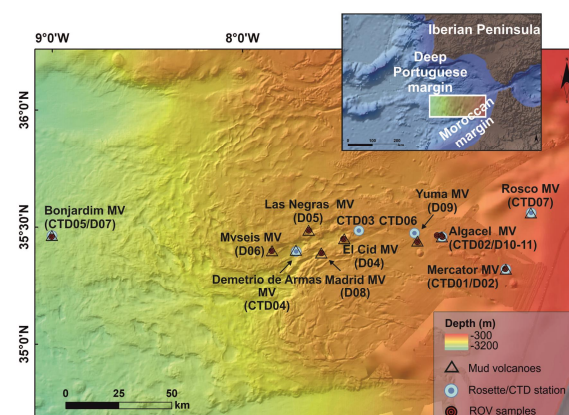 9°0'W
8°0'W
36°0'N
35°30'N
35°0'N
Iberian Peninsula
Deep
Portuguese
margin
Moroccan
margin
Rosco MV
(CTD07)
Yuma MV
(D09)
Las Negras MV
(D05)
CTD03 CTD06
Bonjardim MV
(CTD05/D07)
Algacel MV
(CTD02/D10-11)
Mvseis MV
(D06)
El Cid MV
(D04)
Mercator MV
(CTD01/D02)
Demetrio de Armas
MV
(CTD04)
Madrid MV
(D08)
Depth (m)
-300
-3200
Mud volcanoes
Rosette/CTD station
ROV samples
0 25 50
km